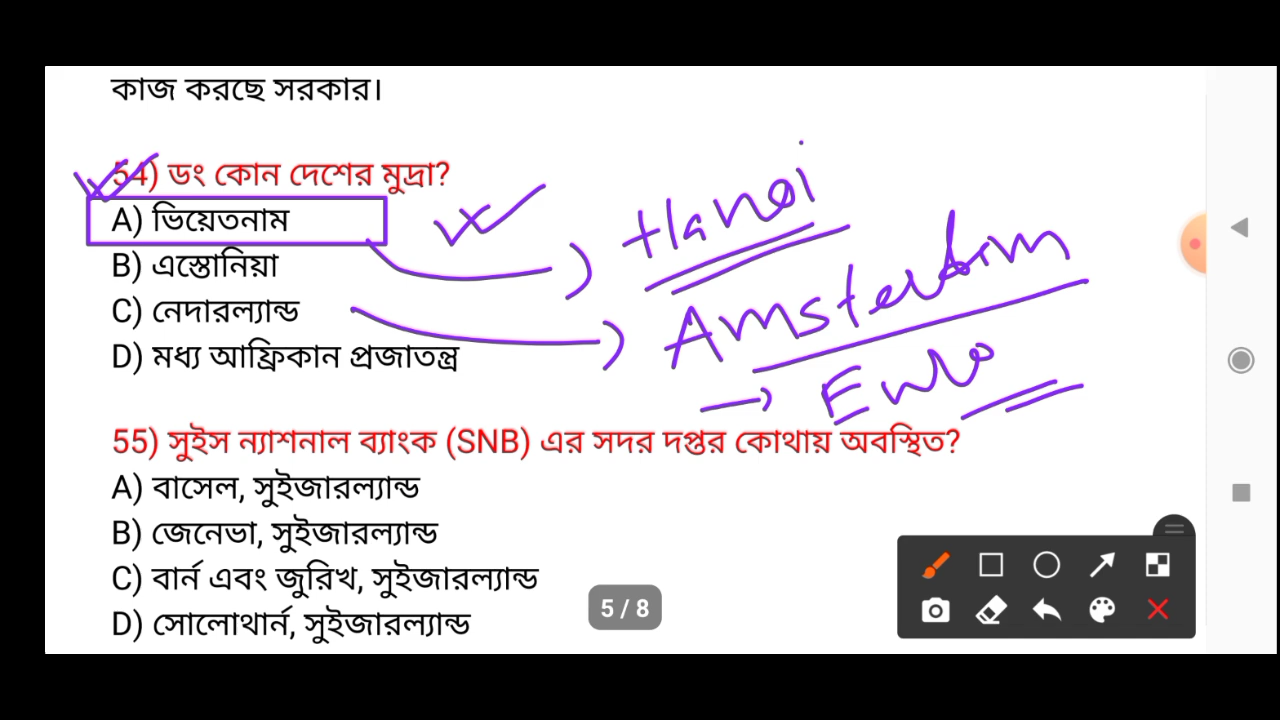 কাজ করছে সরকার।
54) ডং কোন দেশের মুদ্রা?
A) ভিয়েতনাম
Hanoi
B) এস্তোনিয়া
C) নেদারল্যান্ড
Amsterdam
D) মধ্য আফ্রিকান প্রজাতন্ত্র
Euro
55) সুইস ন্যাশনাল ব্যাংক (SNB) এর সদর দপ্তর কোথায় অবস্থিত?
A) বাসেল, সুইজারল্যান্ড
B) জেনেভা, সুইজারল্যান্ড
C) বার্ন এবং জুরিখ, সুইজারল্যান্ড
5 / 8
D) সোলোথার্ন, সুইজারল্যান্ড